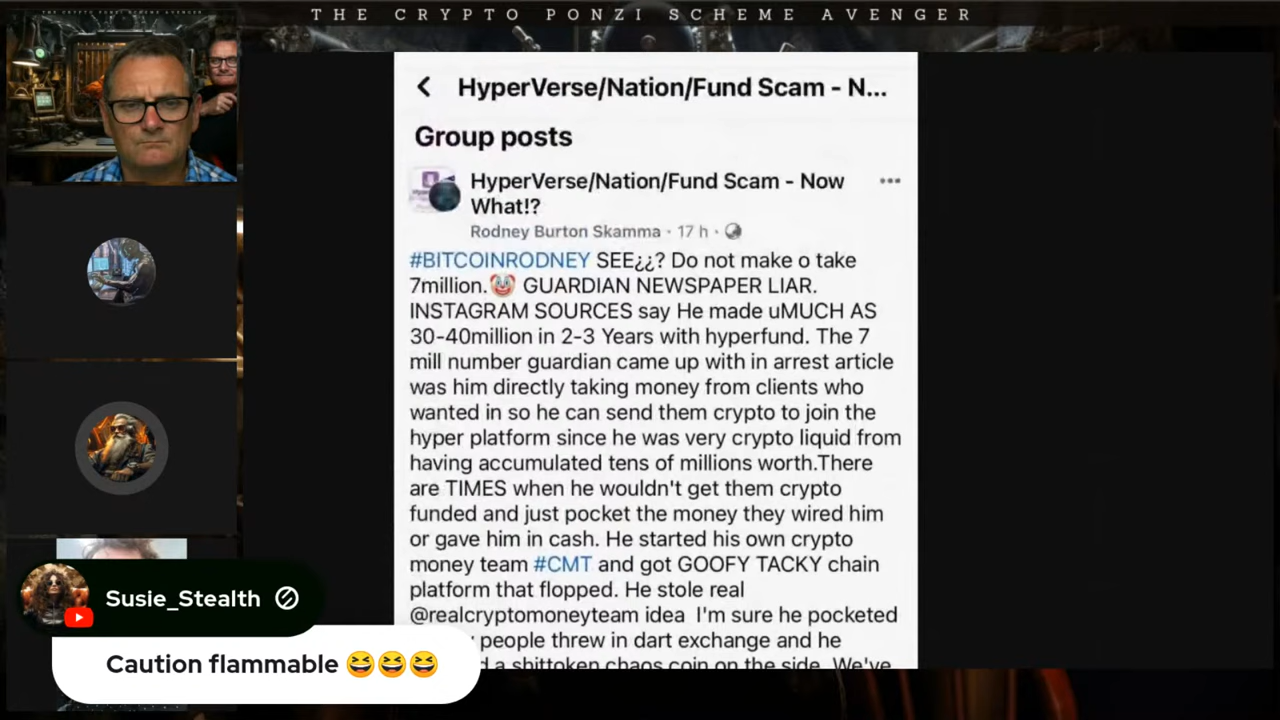 THE CRYPTO PONZI SCHEME AVENGER
HyperVerse/Nation/Fund Scam - N...
Group posts
HyperVerse/Nation/Fund Scam - Now
What!?
Rodney Burton Skamma · 17 h ·
#BITCOINRODNEY SEE¿¿? Do not make o take
7million.🤡 GUARDIAN NEWSPAPER LIAR.
INSTAGRAM SOURCES say He made uMUCH AS
30-40million in 2-3 Years with hyperfund. The 7
mill number guardian came up with in arrest article
was him directly taking money from clients who
wanted in so he can send them crypto to join the
hyper platform since he was very crypto liquid from
having accumulated tens of millions worth.There
are TIMES when he wouldn't get them crypto
funded and just pocket the money they wired him
or gave him in cash. He started his own crypto
money team #CMT and got GOOFY TACKY chain
platform that flopped. He stole real
@realcryptomoneyteam idea I'm sure he pocketed
people threw in dart exchange and he
a shittoken chaos coin on the side. We've
Susie_Stealth
Caution flammable 😆😆😆